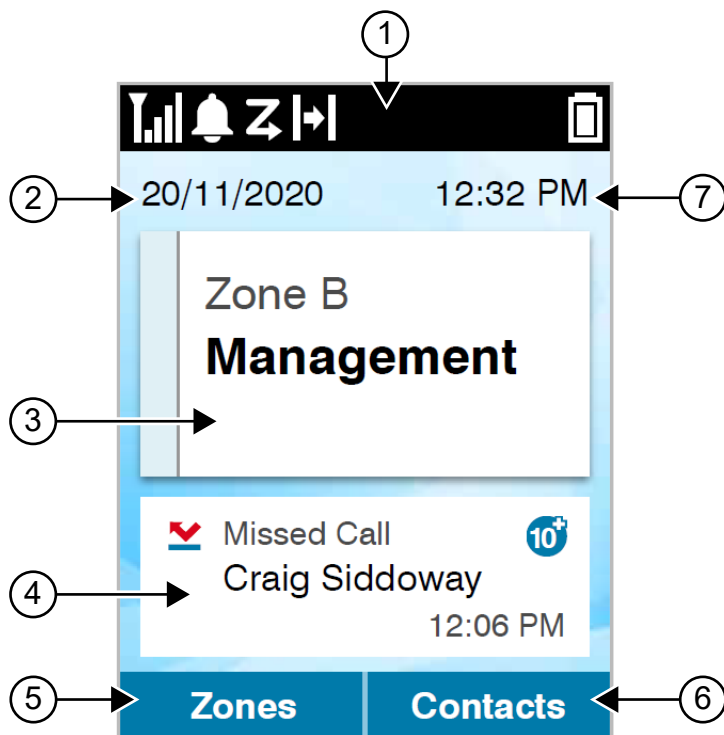 1
2
20/11/2020
12:32 PM
7
Zone B
Management
3
Missed Call
10+
Craig Siddoway
4
12:06 PM
5
Zones
Contacts
6